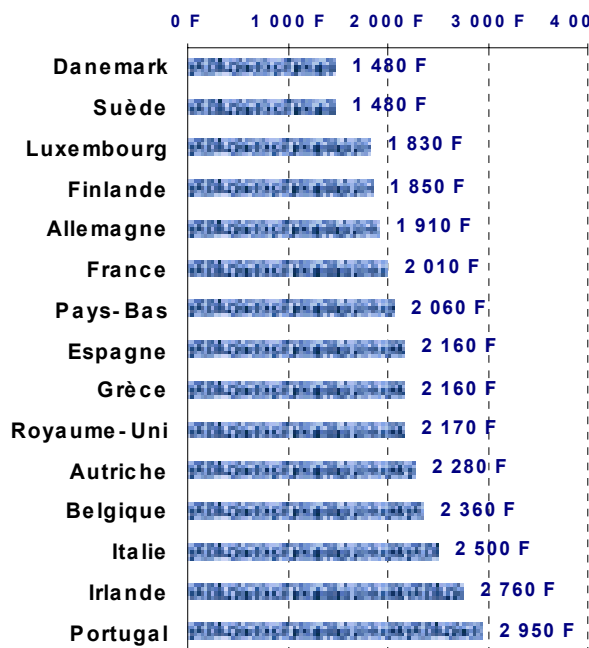 0 F 1 000 F 2 000 F 3 000 F 4 00
Danemark 1 480 F
Suède 1 480 F
Luxembourg 1 830 F
Finlande 1 850 F
Allemagne 1 910 F
France 2 010 F
Pays-Bas 2 060 F
Espagne 2 160 F
Grèce 2 160 F
Royaume-Uni 2 170 F
Autriche 2 280 F
Belgique 2 360 F
Italie 2 500 F
Irlande 2 760 F
Portugal 2 950 F